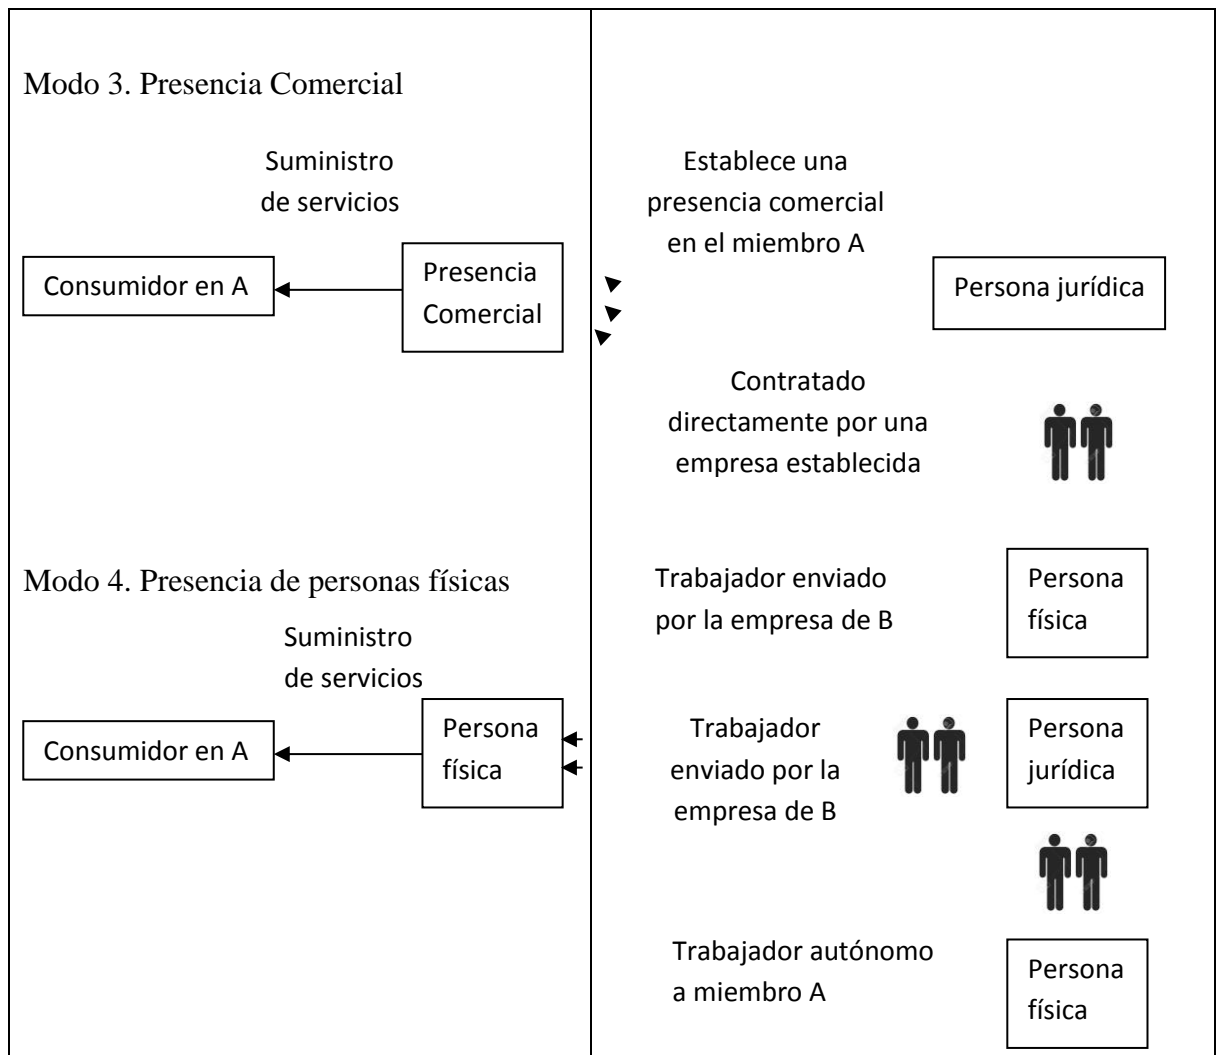 Modo 3. Presencia Comercial
Suministro
de servicios
Consumidor en A
Presencia
Comercial
Establece una
presencia comercial
en el miembro A
Persona jurídica
Contratado
directamente por una
empresa establecida
Modo 4. Presencia de personas físicas
Suministro
de servicios
Consumidor en A
Persona
física
Trabajador enviado
por la empresa de B
Persona
física
Trabajador
enviado por la
empresa de B
Persona
jurídica
Trabajador autónomo
a miembro A
Persona
física